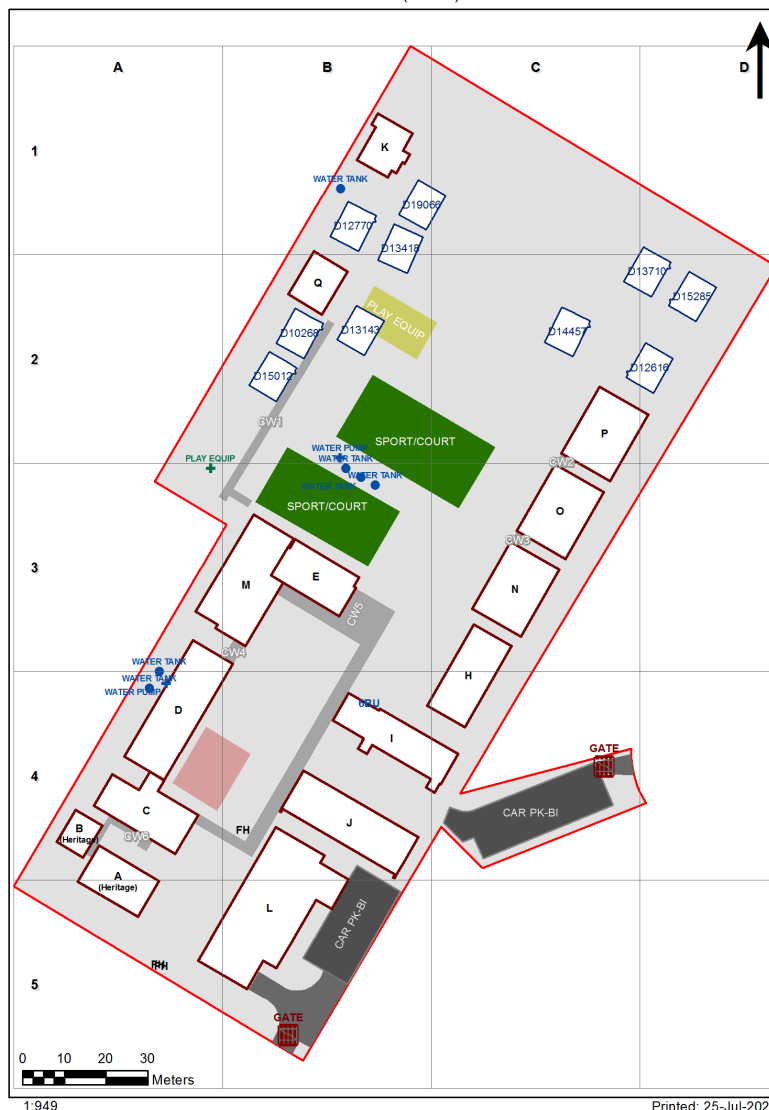 A
B
C
D
1
K
WATER TANK
D19066
D12770
D13418
D13710
Q
D15285
PLAY EQUIP
D10268
D13143
D14457
2
D15012
D12616
CW1
P
SPORT/COURT
PLAY EQUIP
WATER PUMP
WATER TANK
CW2
WATER TANK
WATER TANK
SPORT/COURT
O
CW3
3
M
E
N
CW5
CW4
WATER TANK
WATER TANK
WATER PUMP
H
D
I
GATE
4
C
CAR PK-BI
B
(Heritage)
CW6
FH
J
A
(Heritage)
L
CAR PK-BI
FH
5
GATE
0 10 20 30
Meters
1:949